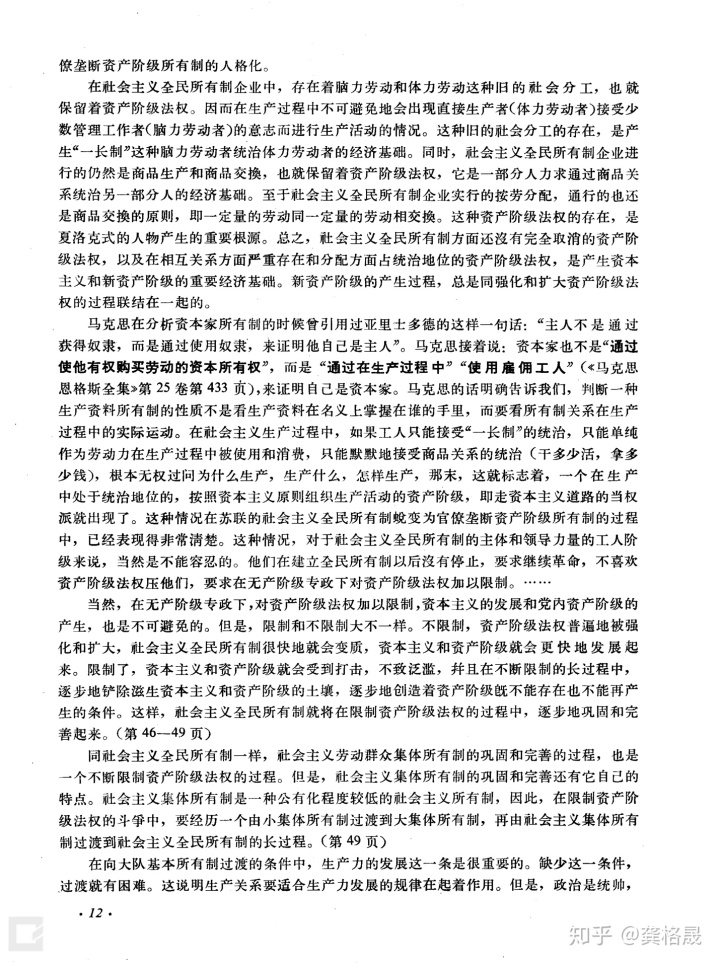 僚垄断资产阶级所有制的人格化。
在社会主义全民所有制企业中，存在着脑力劳动和体力劳动这种旧的社会分工，也就
保留着资产阶级法权。因而在生产过程中不可避免地会出现直接生产者(体力劳动者)接受少
数管理工作者(脑力劳动者)的意志而进行生产活动的情况。这种旧的社会分工的存在，是产
生“一长制”这种脑力劳动者统治体力劳动者的经济基础。同时，社会主义全民所有制企业进
行的仍然是商品生产和商品交换，也就保留着资产阶级法权，它是一部分人力求通过商品关
系统治另一部分人的经济基础。至于社会主义全民所有制企业实行的按劳分配，通行的也还
是商品交换的原则，即一定量的劳动同一定量的劳动相交换。这种资产阶级法权的存在，是
夏洛克式的人物产生的重要根源。总之，社会主义全民所有制方面还沒有完全取消的资产阶
级法权，以及在相互关系方面严重存在和分配方面占统治地位的资产阶级法权，是产生资本
主义和新资产阶级的重要经济基础。新资产阶级的产生过程，总是同强化和扩大资产阶级法
权的过程联结在一起的。
马克思在分析资本家所有制的时候曾引用过亚里士多德的这样一句话：“主人不是通过
获得奴隶，而是通过使用奴隶，来证明他自己是主人”。马克思接着说：资本家也不是“通过
使他有权购买劳动的资本所有权”，而是“通过在生产过程中”“使用雇佣工人”（《马克思
恩格斯全集》第25卷第433页），来证明自己是资本家。马克思的话明确告诉我们，判断一种
生产资料所有制的性质不是看生产资料在名义上掌握在谁的手里，而要看所有制关系在生产
过程中的实际运动。在社会主义生产过程中，如果工人只能接受“一长制”的统治，只能单纯
作为劳动力在生产过程中被使用和消费，只能默默地接受商品关系的统治（干多少活，拿多
少钱），根本无权过问为什么生产，生产什么，怎样生产，那末，这就标志着，一个在生产
中处于统治地位的，按照资本主义原则组织生产活动的资产阶级，即走资本主义道路的当权
派就出现了。这种情况在苏联的社会主义全民所有制蜕变为官僚垄断资产阶级所有制的过程
中，已经表现得非常清楚。这种情况，对于社会主义全民所有制的主体和领导力量的工人阶
级来说，当然是不能容忍的。他们在建立全民所有制以后沒有停止，要求继续革命，不喜欢
资产阶级法权压他们，要求在无产阶级专政下对资产阶级法权加以限制。……
当然，在无产阶级专政下，对资产阶级法权加以限制，资本主义的发展和党内资产阶级的
产生，也是不可避免的。但是，限制和不限制大不一样。不限制，资产阶级法权普遍地被强
化和扩大，社会主义全民所有制很快地就会变质，资本主义和资产阶级就会更快地发展起
来。限制了，资本主义和资产阶级就会受到打击，不致泛滥，幷且在不断限制的长过程中，
逐步地铲除滋生资本主义和资产阶级的土壤，逐步地创造着资产阶级旣不能存在也不能再产
生的条件。这样，社会主义全民所有制就将在限制资产阶级法权的过程中，逐步地巩固和完
善起来。（第46—49页）
同社会主义全民所有制一样，社会主义劳动群众集体所有制的巩固和完善的过程，也是
一个不断限制资产阶级法权的过程。但是，社会主义集体所有制的巩固和完善还有它自己的
特点。社会主义集体所有制是一种公有化程度较低的社会主义所有制，因此，在限制资产阶
级法权的斗爭中，要经历一个由小集体所有制过渡到大集体所有制，再由社会主义集体所有
制过渡到社会主义全民所有制的长过程。（第49页）
在向大队基本所有制过渡的条件中，生产力的发展这一条是很重要的。缺少这一条件，
过渡就有困难。这说明生产关系要适合生产力发展的规律在起着作用。但是，政治是统帅，
·12·
知乎 @龚格晟